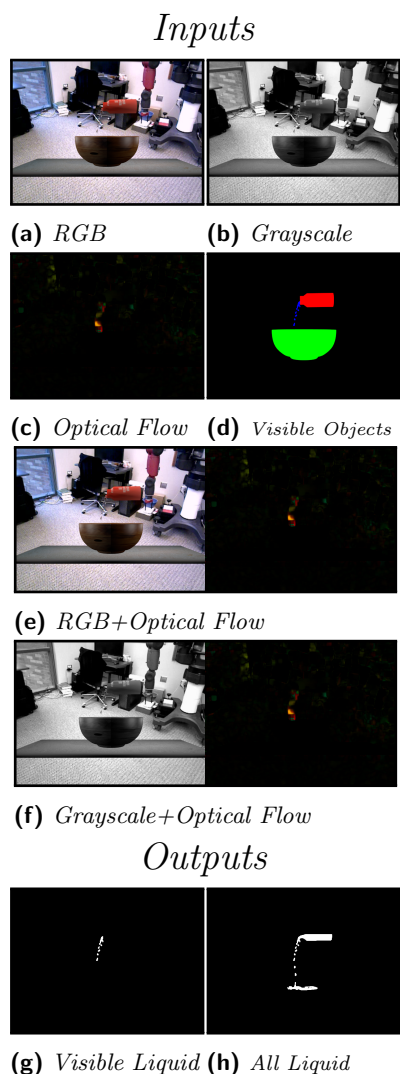 Inputs
(a) RGB (b) Grayscale
(c) Optical Flow (d) Visible Objects
(e) RGB+Optical Flow
(f) Grayscale+Optical Flow
Outputs
(g) Visible Liquid (h) All Liquid